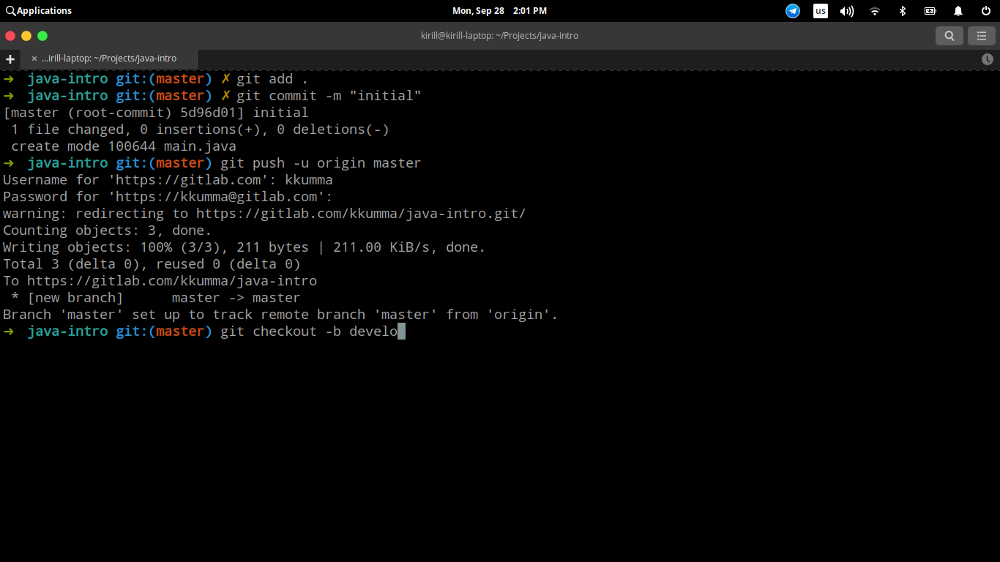 Applications
Mon, Sep 28 2:01 PM
us
kirill@kirill-laptop: ~/Projects/java-intro
+ × ...irill-laptop: ~/Projects/java-intro
➜ java-intro git:(master) ✗ git add .
➜ java-intro git:(master) ✗ git commit -m "initial"
[master (root-commit) 5d96d01] initial
 1 file changed, 0 insertions(+), 0 deletions(-)
 create mode 100644 main.java
➜ java-intro git:(master) git push -u origin master
Username for 'https://gitlab.com': kkumma
Password for 'https://kkumma@gitlab.com':
warning: redirecting to https://gitlab.com/kkumma/java-intro.git/
Counting objects: 3, done.
Writing objects: 100% (3/3), 211 bytes | 211.00 KiB/s, done.
Total 3 (delta 0), reused 0 (delta 0)
To https://gitlab.com/kkumma/java-intro
 * [new branch]      master -> master
Branch 'master' set up to track remote branch 'master' from 'origin'.
➜ java-intro git:(master) git checkout -b develo